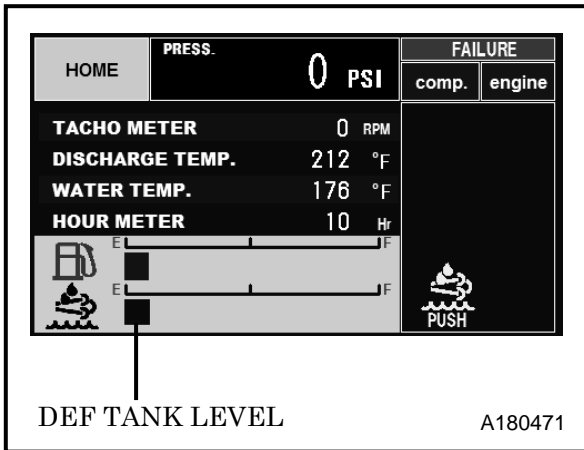 HOME
PRESS. 0 PSI
FAILURE
comp. engine
TACHO METER 0 RPM
DISCHARGE TEMP. 212 °F
WATER TEMP. 176 °F
HOUR METER 10 Hr
E F
E F
PUSH
DEF TANK LEVEL
A180471